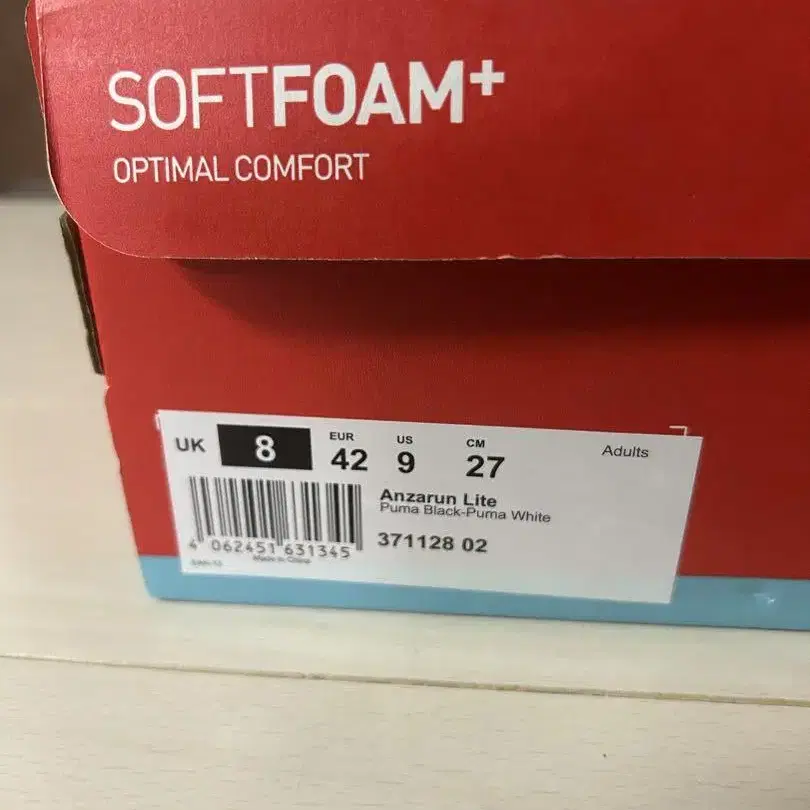 SOFTFOAM+
OPTIMAL COMFORT
UK 8 EUR 42 US 9 CM 27 Adults
Anzarun Lite
Puma Black-Puma White
371128 02
4 062451 631345
Made in China